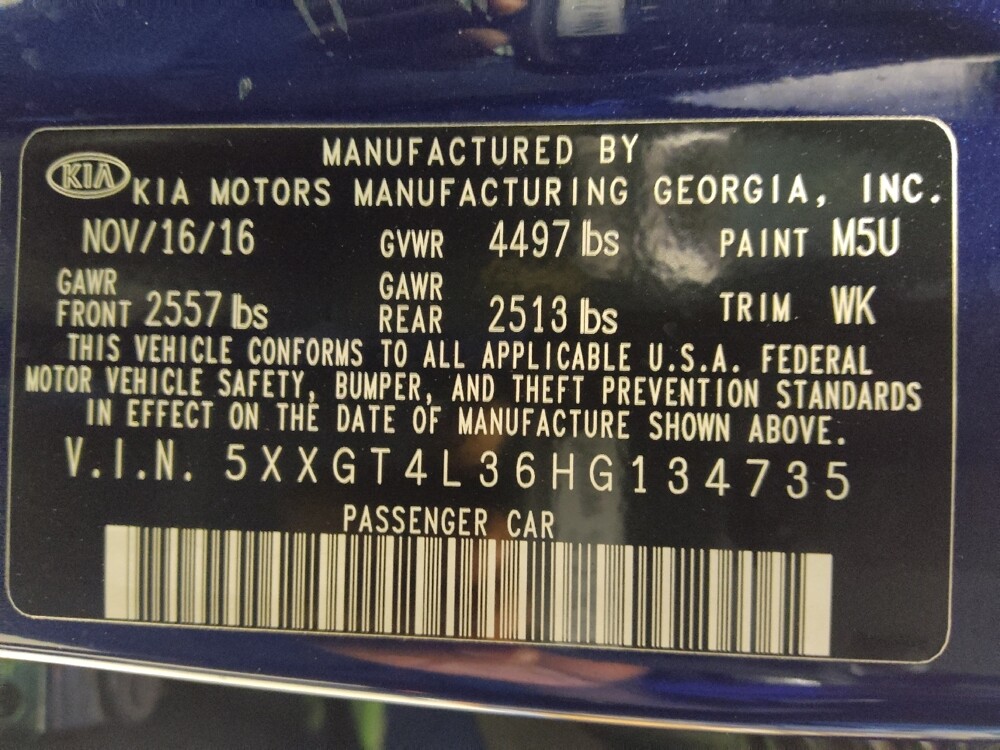 MANUFACTURED BY
KIA
KIA MOTORS MANUFACTURING GEORGIA, INC.
NOV/16/16 GVWR 4497 lbs PAINT M5U
GAWR FRONT 2557 lbs GAWR REAR 2513 lbs TRIM WK
THIS VEHICLE CONFORMS TO ALL APPLICABLE U.S.A. FEDERAL
MOTOR VEHICLE SAFETY, BUMPER, AND THEFT PREVENTION STANDARDS
IN EFFECT ON THE DATE OF MANUFACTURE SHOWN ABOVE.
V.I.N. 5XXGT4L36HG134735
PASSENGER CAR